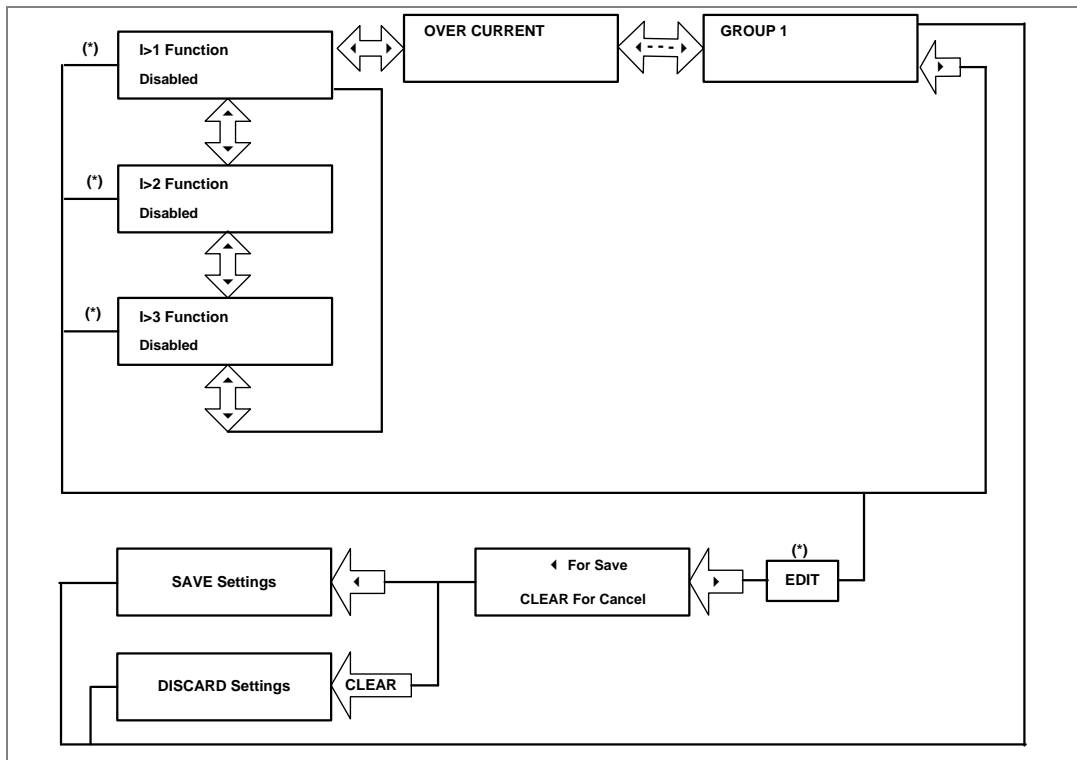 (*)
I>1 Function
Disabled
OVER CURRENT
GROUP 1
(*)
I>2 Function
Disabled
(*)
I>3 Function
Disabled
SAVE Settings
For Save
CLEAR For Cancel
(*)
EDIT
DISCARD Settings
CLEAR